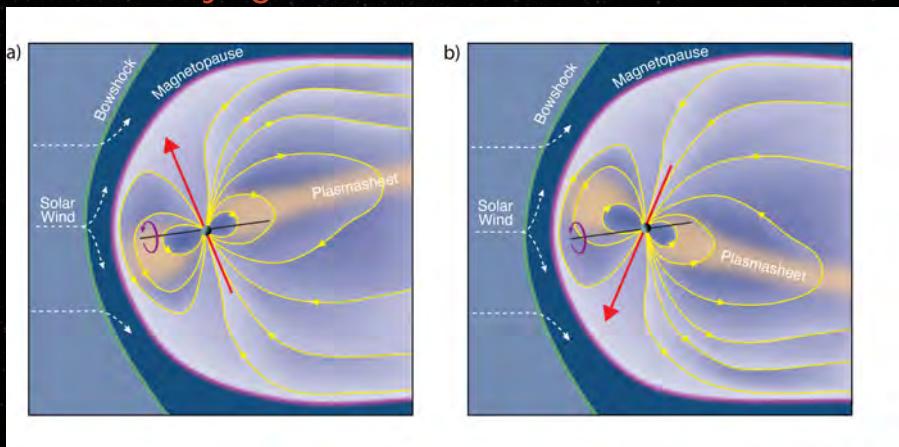 a)
Bowshock
Magnetopause
Solar
Wind
Plasmasheet
b)
Bowshock
Magnetopause
Solar
Wind
Plasmasheet